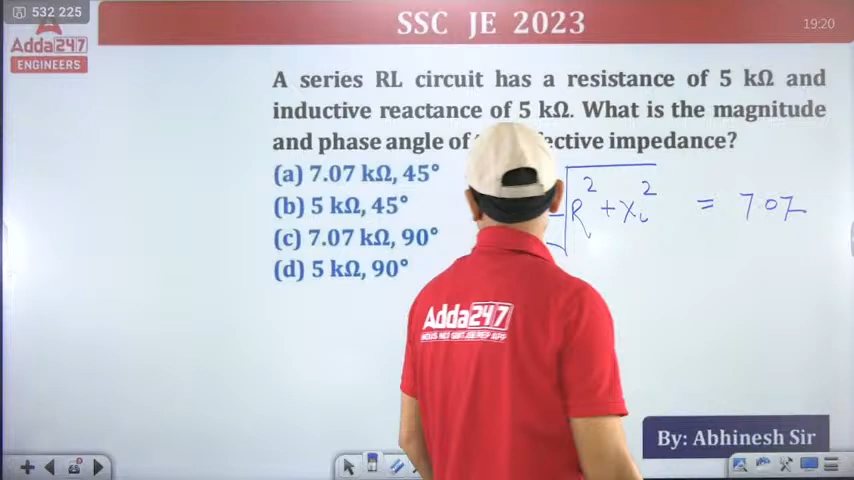 532 225
SSC JE 2023
19:20
Adda247
ENGINEERS
A series RL circuit has a resistance of 5 kΩ and
inductive reactance of 5 kΩ. What is the magnitude
and phase angle of impedance?
(a) 7.07 kΩ, 45°
(b) 5 kΩ, 45°
(c) 7.07 kΩ, 90°
(d) 5 kΩ, 90°
√R² + X_L² = 7.07
Adda247
By: Abhinesh Sir